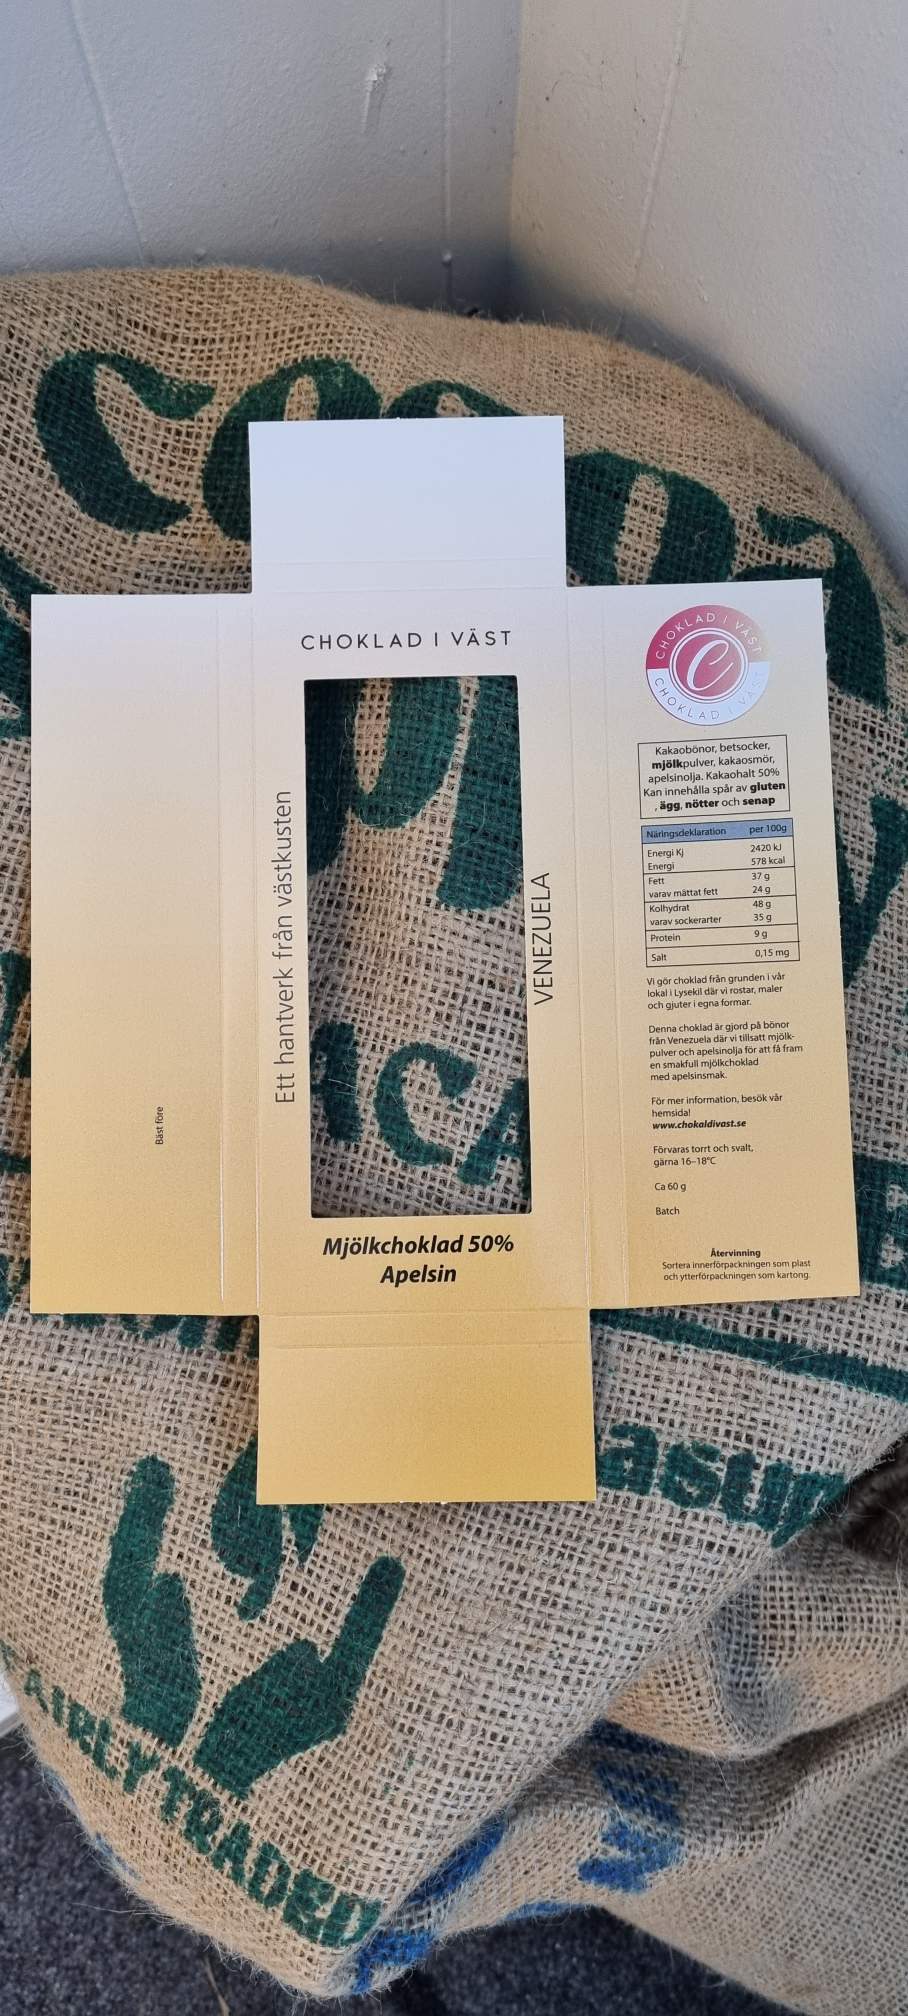 CHOKLAD I VÄST
Ett hantverk från västkusten
VENEZUELA
Mjölkchoklad 50%
Apelsin
Bäst före
CHOKLAD I VÄST
C
CHOKLAD I VÄST
Kakaobönor, betsocker,
mjölkpulver, kakaosmör,
apelsinolja. Kakaohalt 50%
Kan innehålla spår av gluten
, ägg, nötter och senap
Näringsdeklaration per 100g
Energi Kj 2420 kJ
Energi 578 kcal
Fett 37 g
varav mättat fett 24 g
Kolhydrat 48 g
varav sockerarter 35 g
Protein 9 g
Salt 0,15 mg
Vi gör choklad från grunden i vår
lokal i Lysekil där vi rostar, maler
och gjuter i egna formar.
Denna choklad är gjord på bönor
från Venezuela där vi tillsatt mjölk-
pulver och apelsinolja för att få fram
en smakfull mjölkchoklad
med apelsinsmak.
För mer information, besök vår
hemsida!
www.chokaldivast.se
Förvaras torrt och svalt,
gärna 16–18°C
Ca 60 g
Batch
Återvinning
Sortera innerförpackningen som plast
och ytterförpackningen som kartong.
FAIRLY TRADED